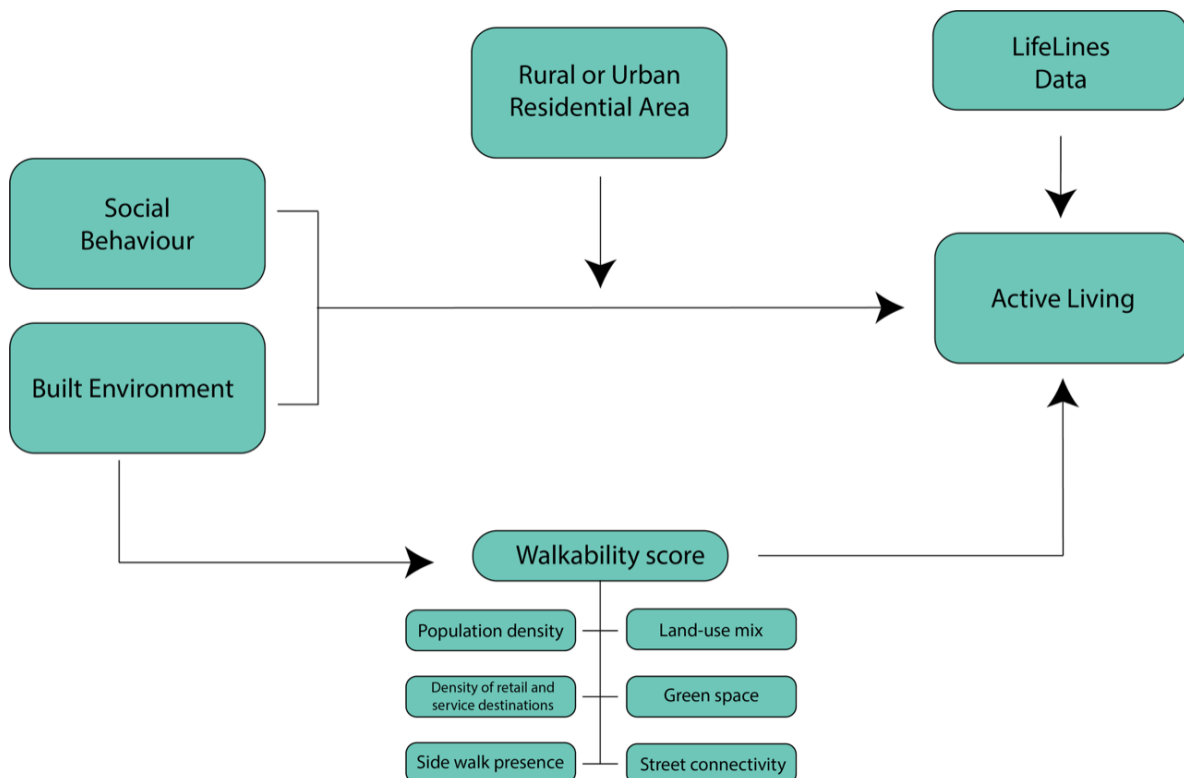 Rural or Urban
Residential Area
LifeLines
Data
Social
Behaviour
Active Living
Built Environment
Walkability score
Population density
Land-use mix
Density of retail and
service destinations
Green space
Side walk presence
Street connectivity